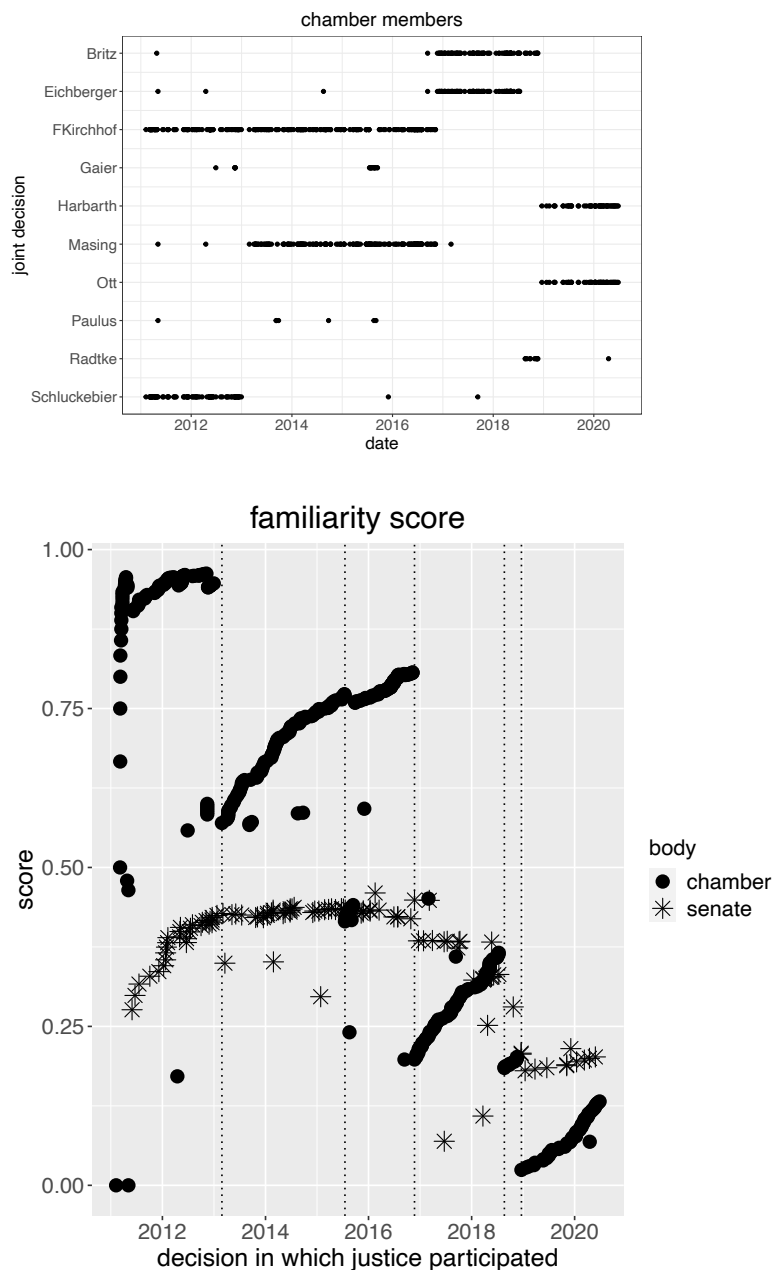 chamber members
Britz
Eichberger
FKirchhof
Gaier
Harbarth
Masing
Ott
Paulus
Radtke
Schluckebier
joint decision
2012 2014 2016 2018 2020
date
familiarity score
1.00
0.75
0.50
0.25
0.00
score
2012 2014 2016 2018 2020
decision in which justice participated
body
chamber
senate